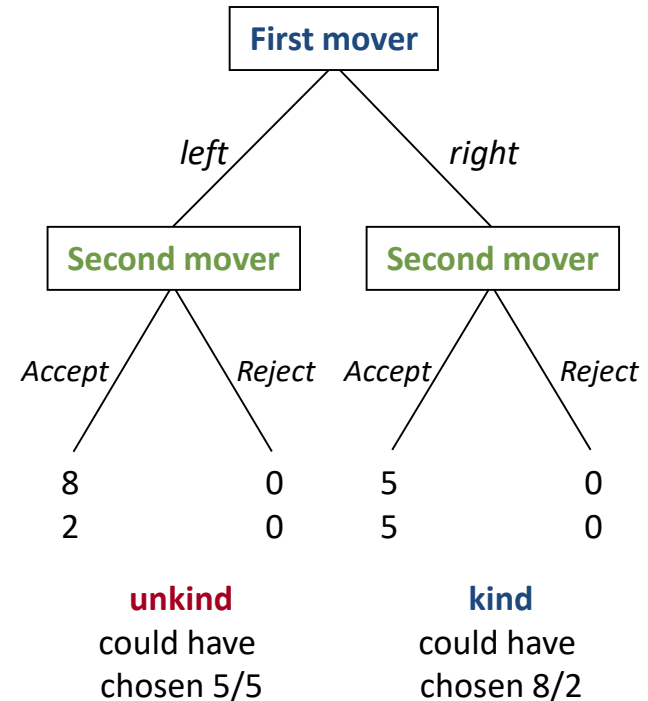 First mover
left right
Second mover Second mover
Accept Reject Accept Reject
8 0 5 0
2 0 5 0
unkind kind
could have could have
chosen 5/5 chosen 8/2